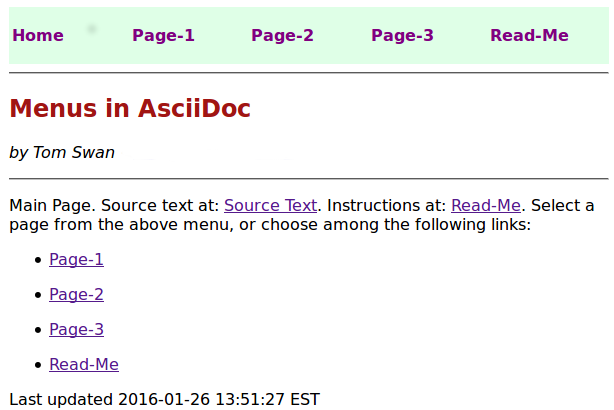 Home Page-1 Page-2 Page-3 Read-Me
Menus in AsciiDoc
by Tom Swan
Main Page. Source text at: Source Text. Instructions at: Read-Me. Select a
page from the above menu, or choose among the following links:
• Page-1
• Page-2
• Page-3
• Read-Me
Last updated 2016-01-26 13:51:27 EST